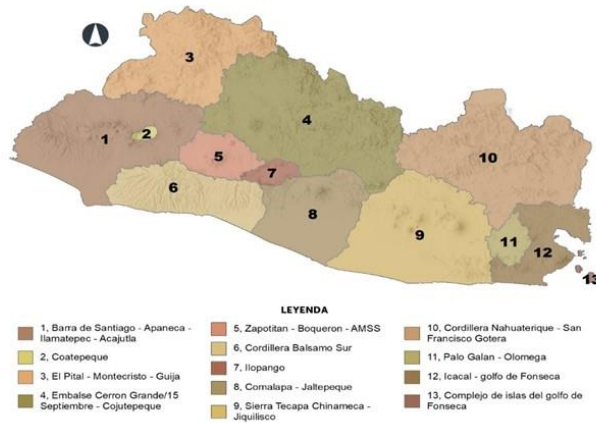 3
2
4
1
10
5
7
6
8
9
11
12
13
LEYENDA
1, Barra de Santiago - Apaneca -
Ilamatepec - Acajutla
2, Coatepeque
3, El Pital - Montecristo - Guija
4, Embalse Cerron Grande/15
Septiembre - Cojutepeque
5, Zapotitan - Boqueron - AMSS
6, Cordillera Balsamo Sur
7, Ilopango
8, Comalapa - Jaltepeque
9, Sierra Tecapa Chinameca -
Jiquilisco
10, Cordillera Nahuaterique - San
Francisco Gotera
11, Palo Galan - Olomega
12, Icacal - golfo de Fonseca
13, Complejo de islas del golfo de
Fonseca